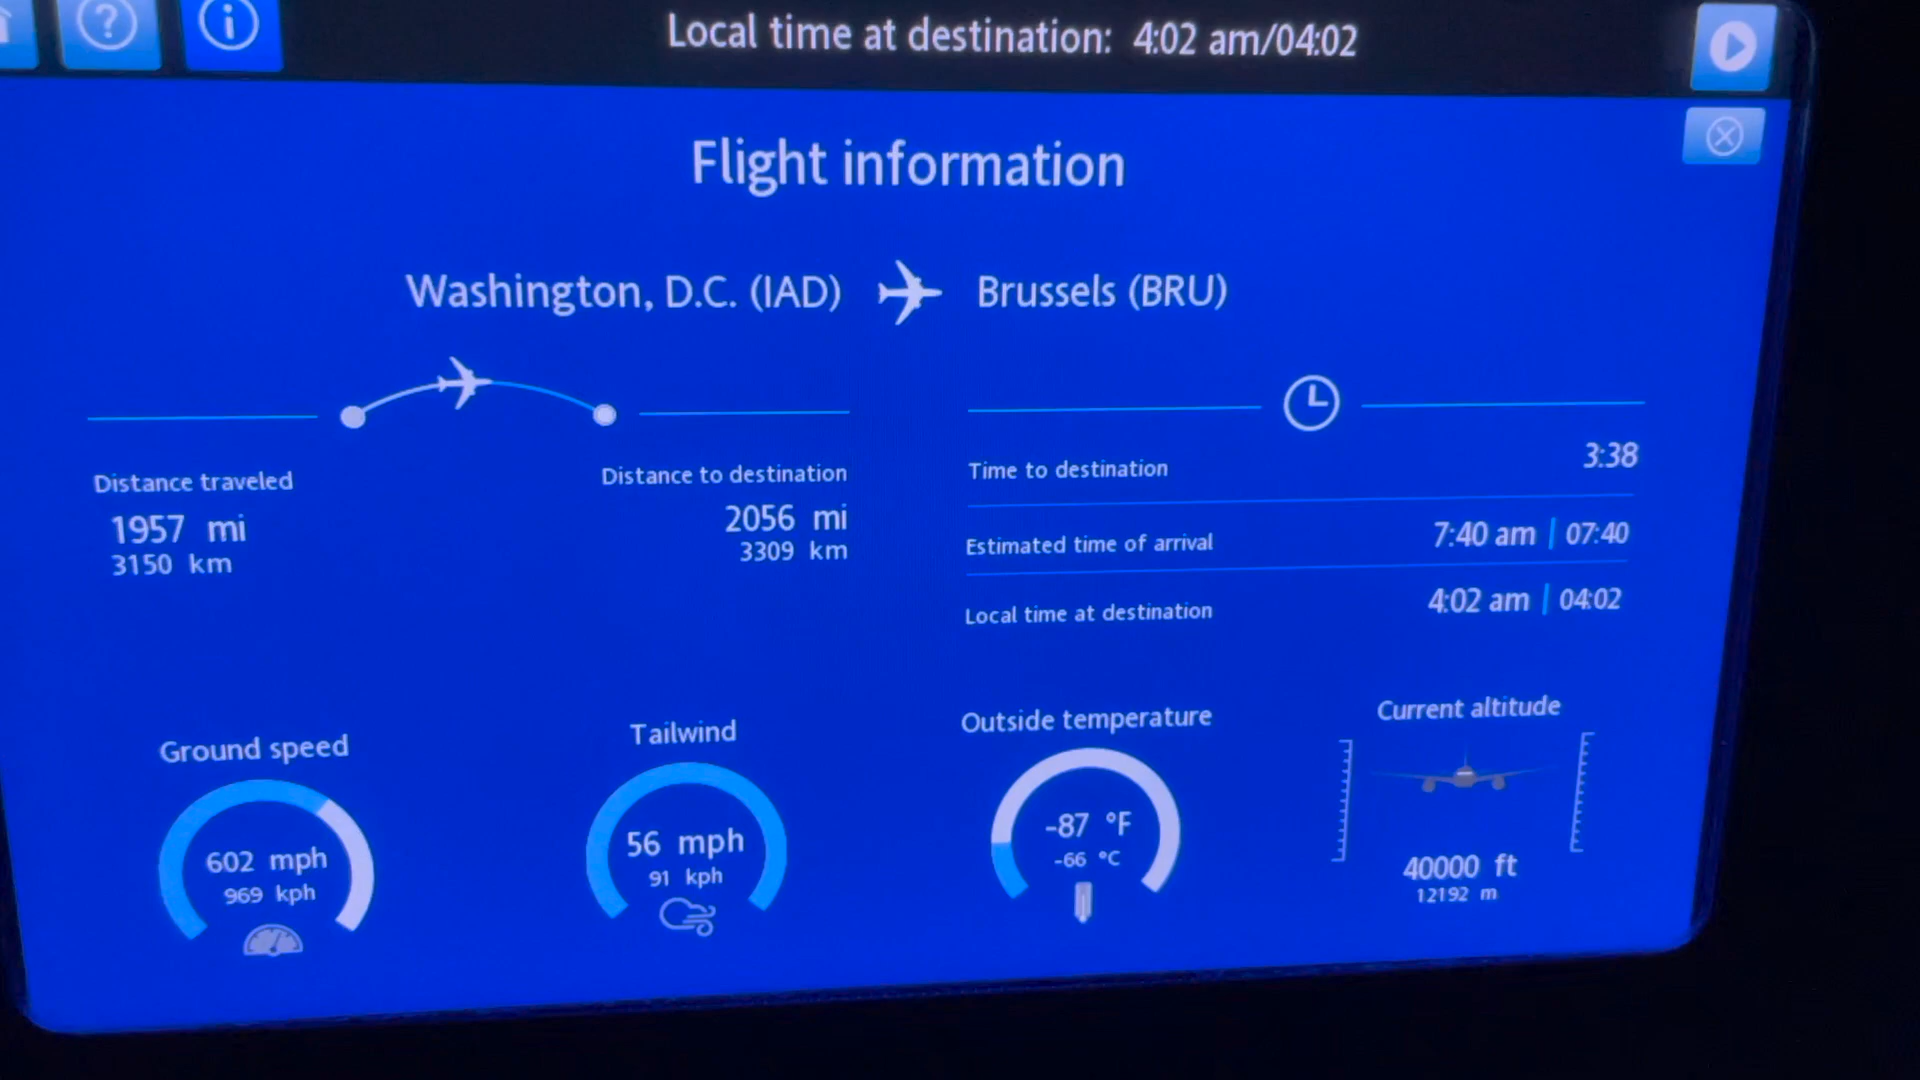 Local time at destination: 4:02 am/04:02
Flight information
Washington, D.C. (IAD) Brussels (BRU)
Distance traveled
1957 mi
3150 km
Distance to destination
2056 mi
3309 km
Time to destination 3:38
Estimated time of arrival 7:40 am | 07:40
Local time at destination 4:02 am | 04:02
Ground speed
602 mph
969 kph
Tailwind
56 mph
91 kph
Outside temperature
-87 °F
-66 °C
Current altitude
40000 ft
12192 m